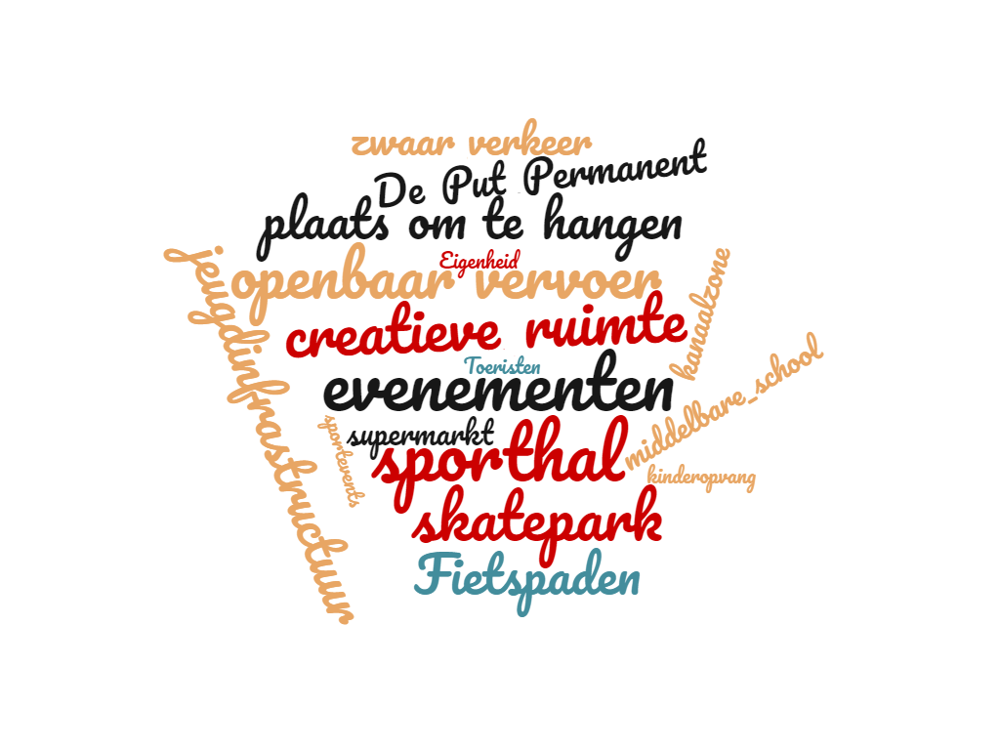 zwaar verkeer
De Put Permanent
plaats om te hangen
Eigenheid
openbaar vervoer
jeugdinfrastructuur
creatieve ruimte
kanaalzone
Toeristen
evenementen
middelbare_school
supermarkt
sportevents
sporthal
kinderopvang
skatepark
Fietspaden